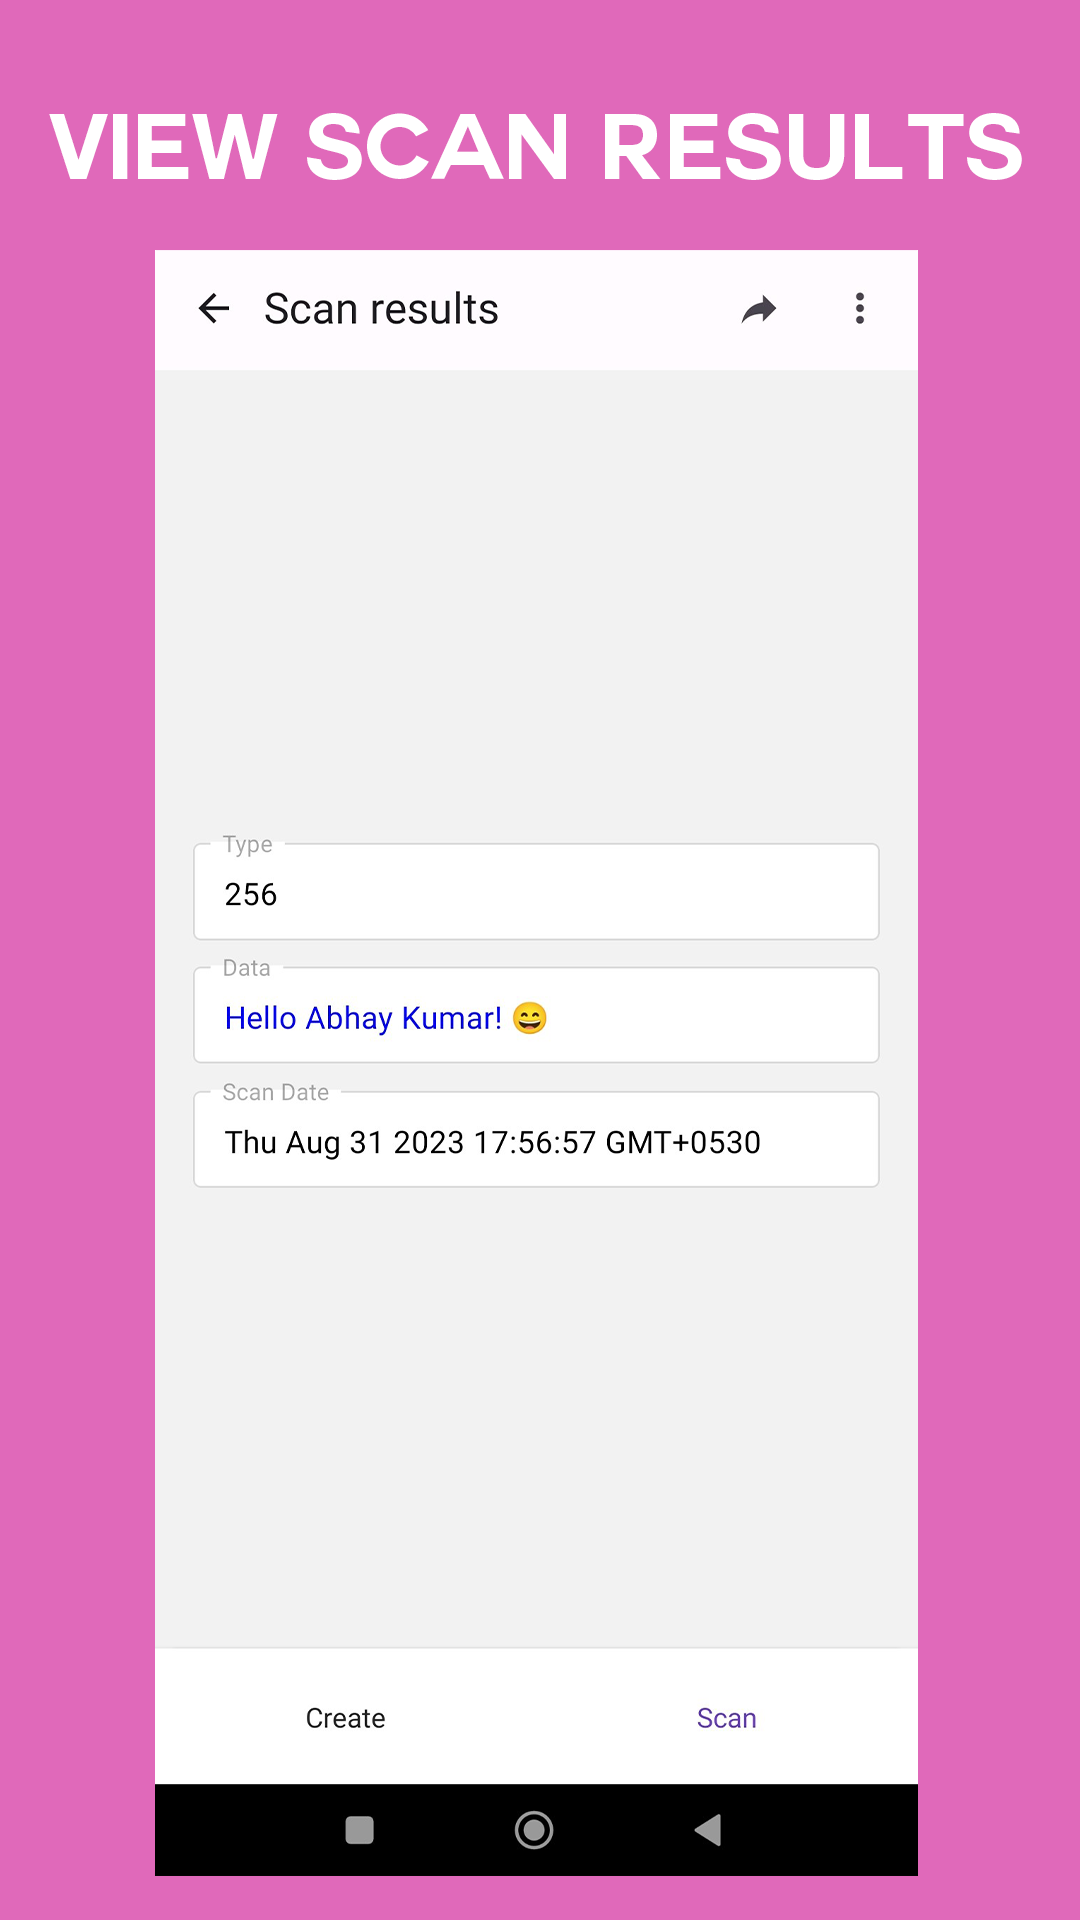 VIEW SCAN RESULTS
Scan results
Type
256
Data
Hello Abhay Kumar! 😄
Scan Date
Thu Aug 31 2023 17:56:57 GMT+0530
Create
Scan